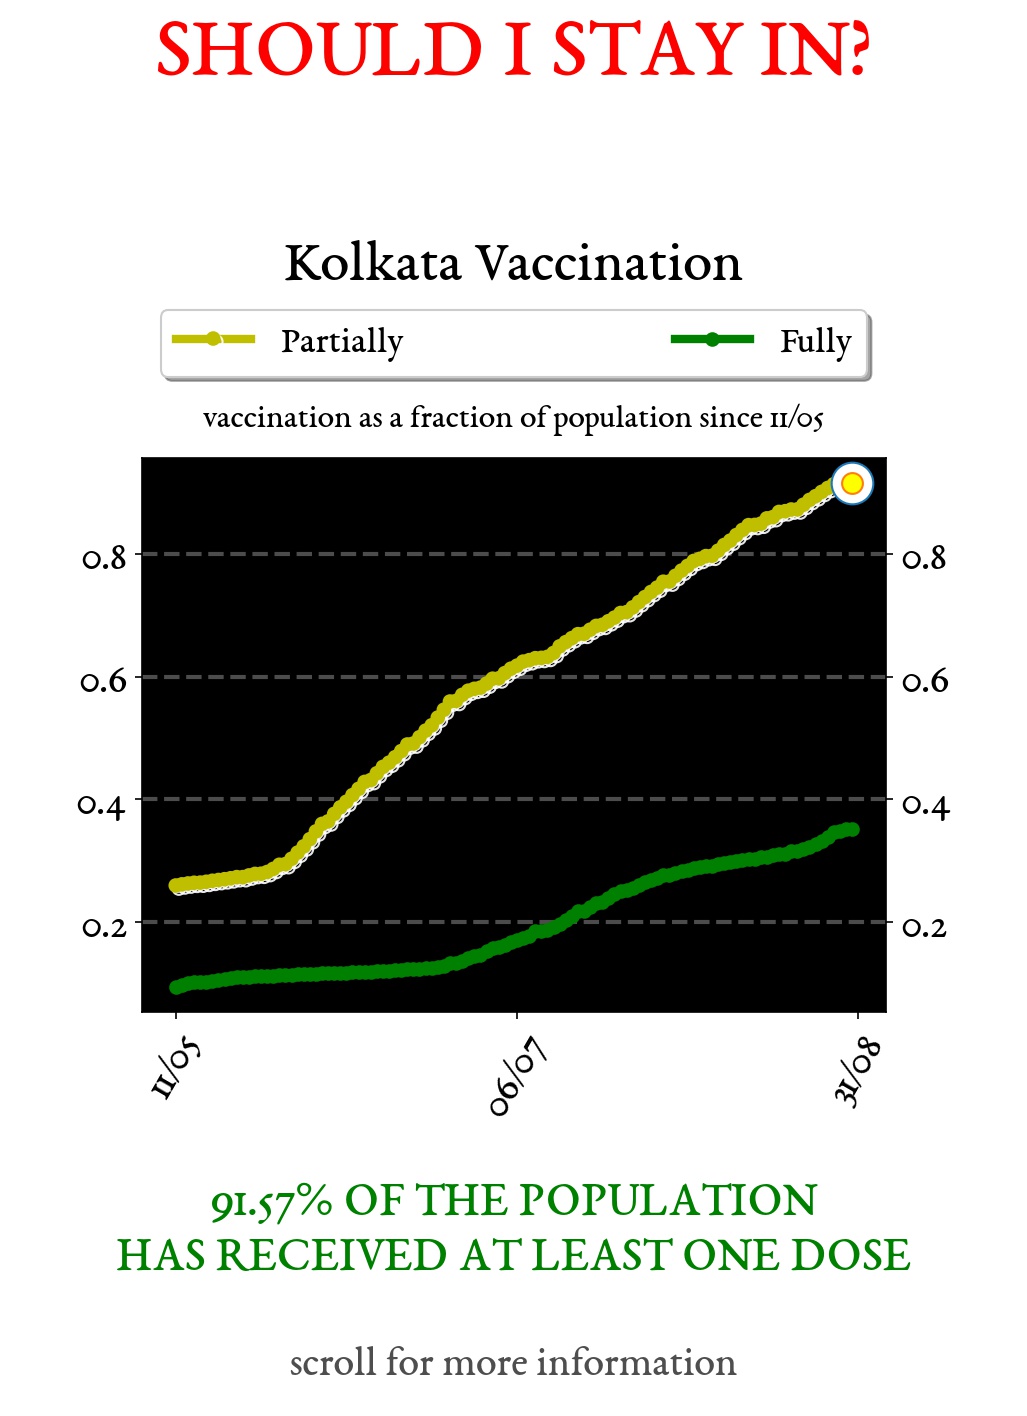 SHOULD I STAY IN?
Kolkata Vaccination
Partially Fully
vaccination as a fraction of population since 11/05
0.8 0.8
0.6 0.6
0.4 0.4
0.2 0.2
11/05 06/07 31/08
91.57% OF THE POPULATION
HAS RECEIVED AT LEAST ONE DOSE
scroll for more information